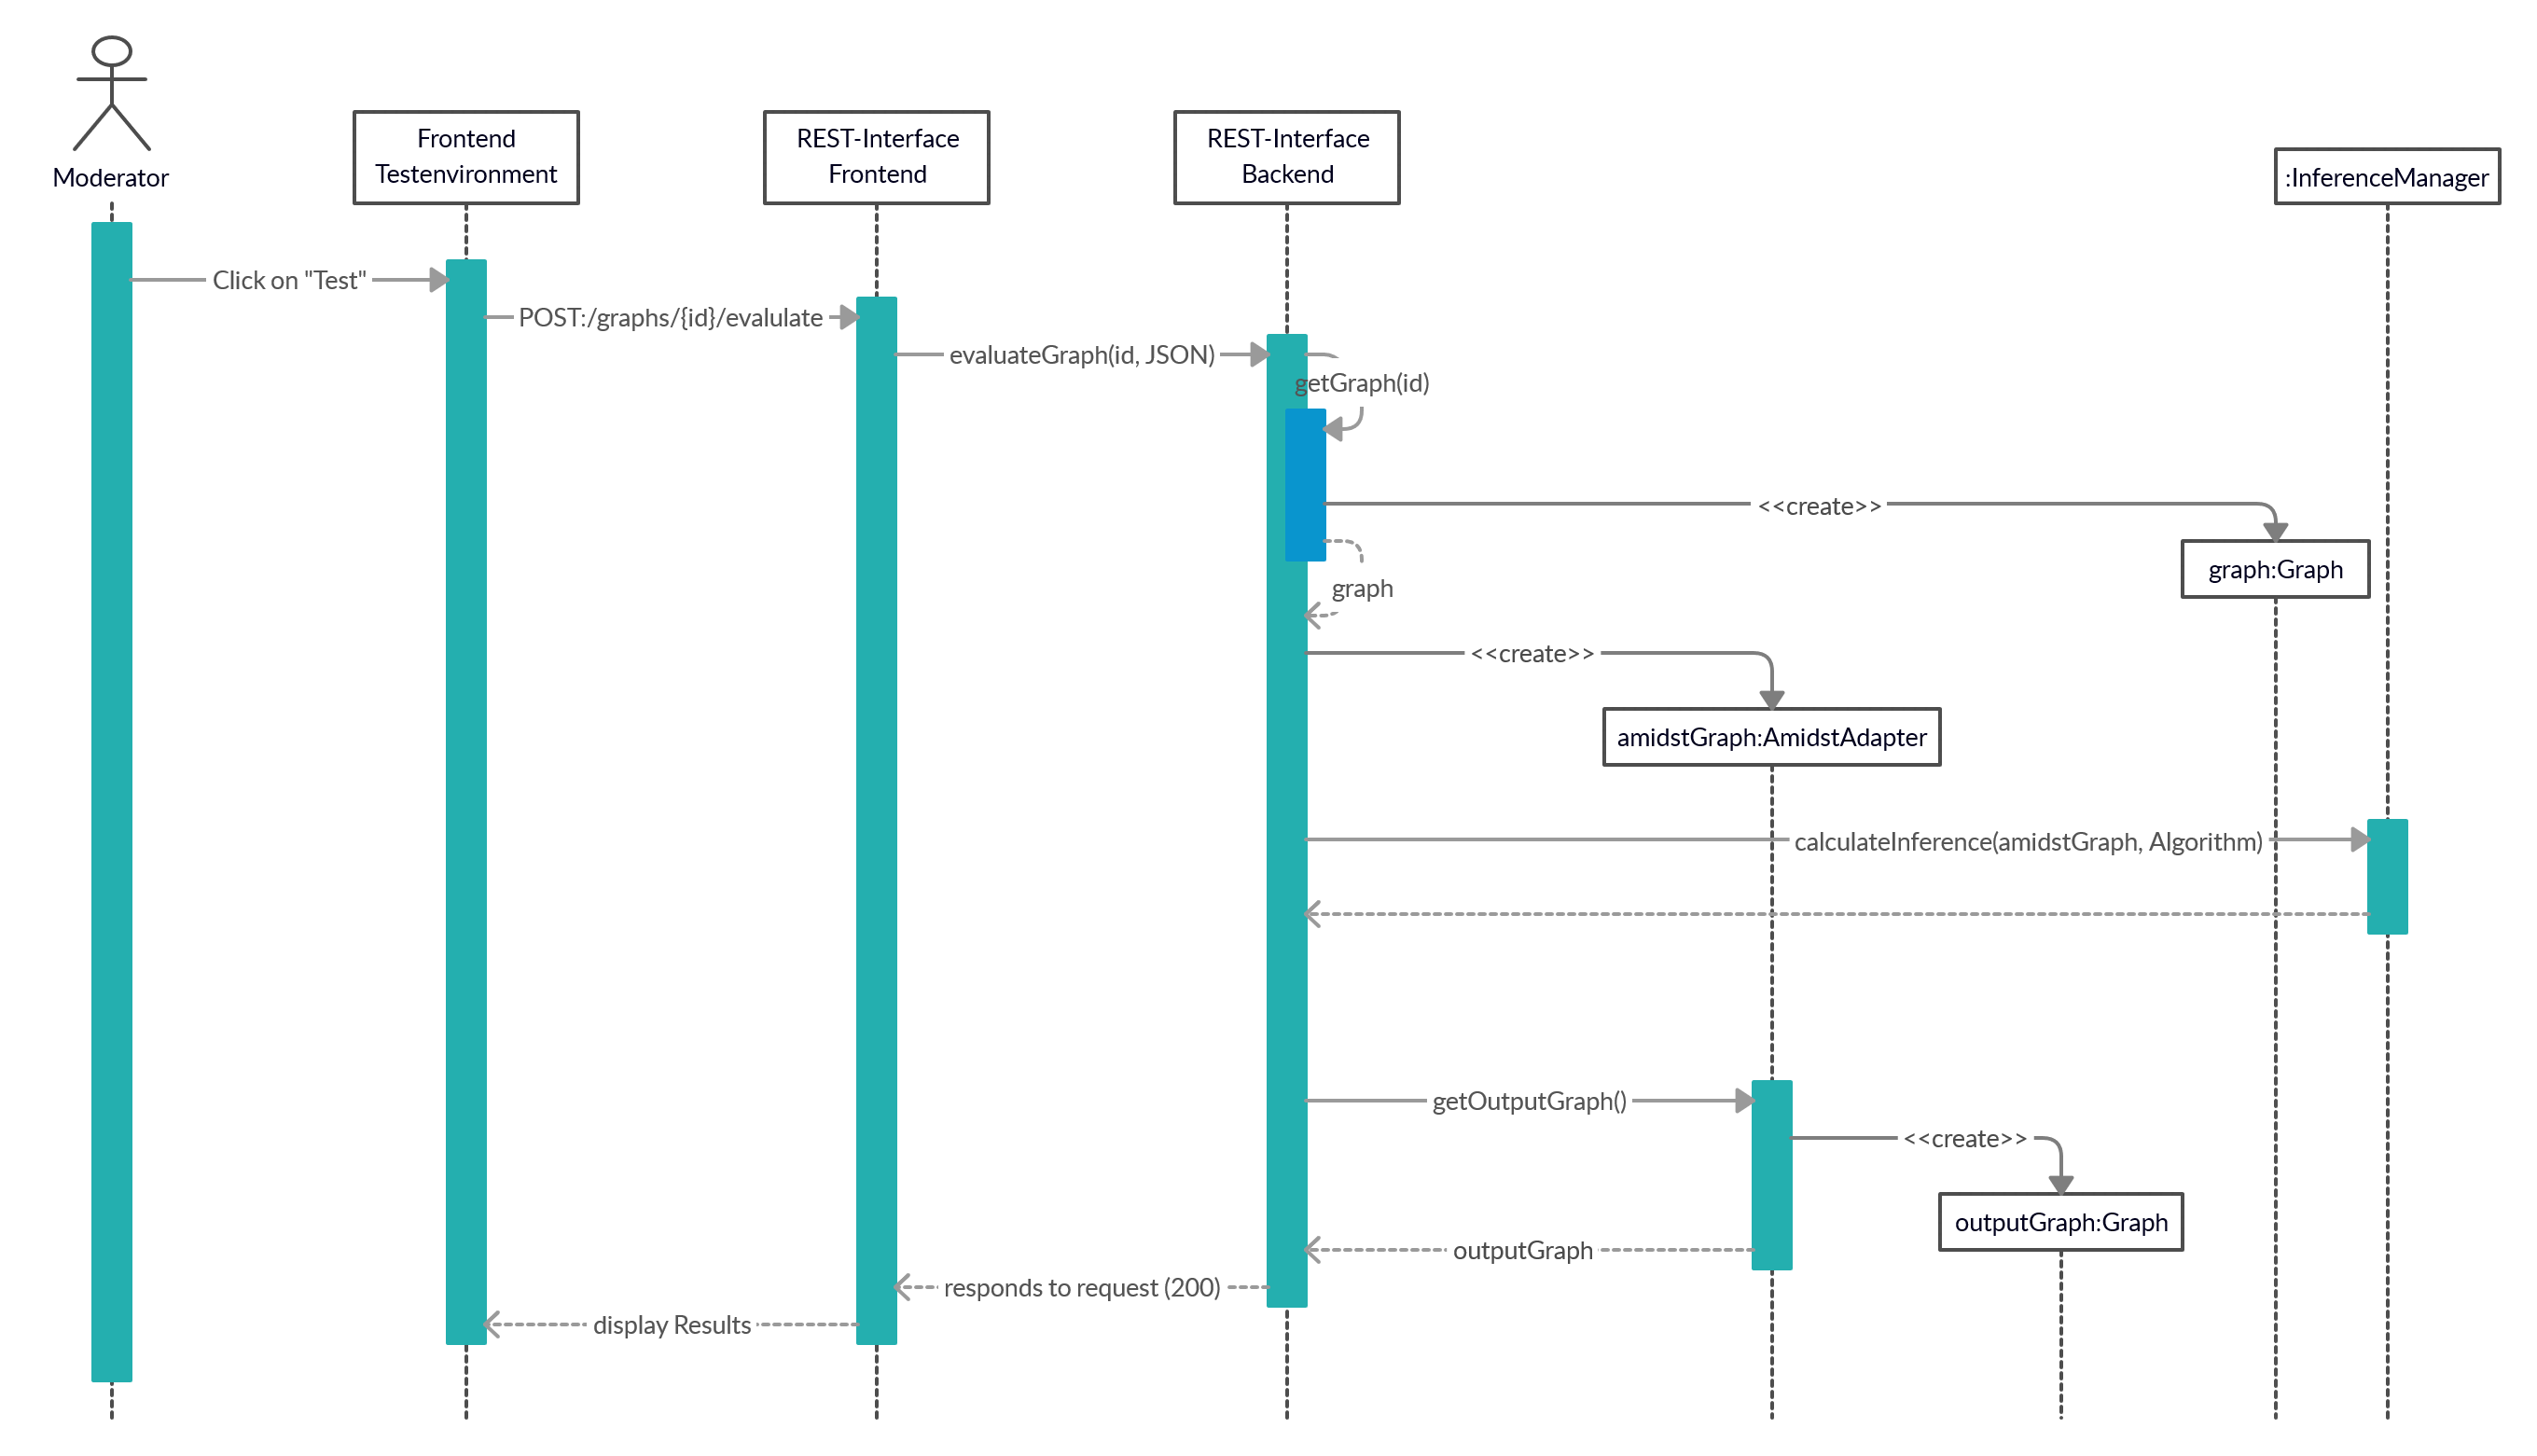 Moderator
Frontend
Testenvironment
REST-Interface
Frontend
REST-Interface
Backend
:InferenceManager
Click on "Test"
POST:/graphs/{id}/evalulate
evaluateGraph(id, JSON)
getGraph(id)
<<create>>
graph:Graph
graph
<<create>>
amidstGraph:AmidstAdapter
calculateInference(amidstGraph, Algorithm)
getOutputGraph()
<<create>>
outputGraph:Graph
outputGraph
responds to request (200)
display Results